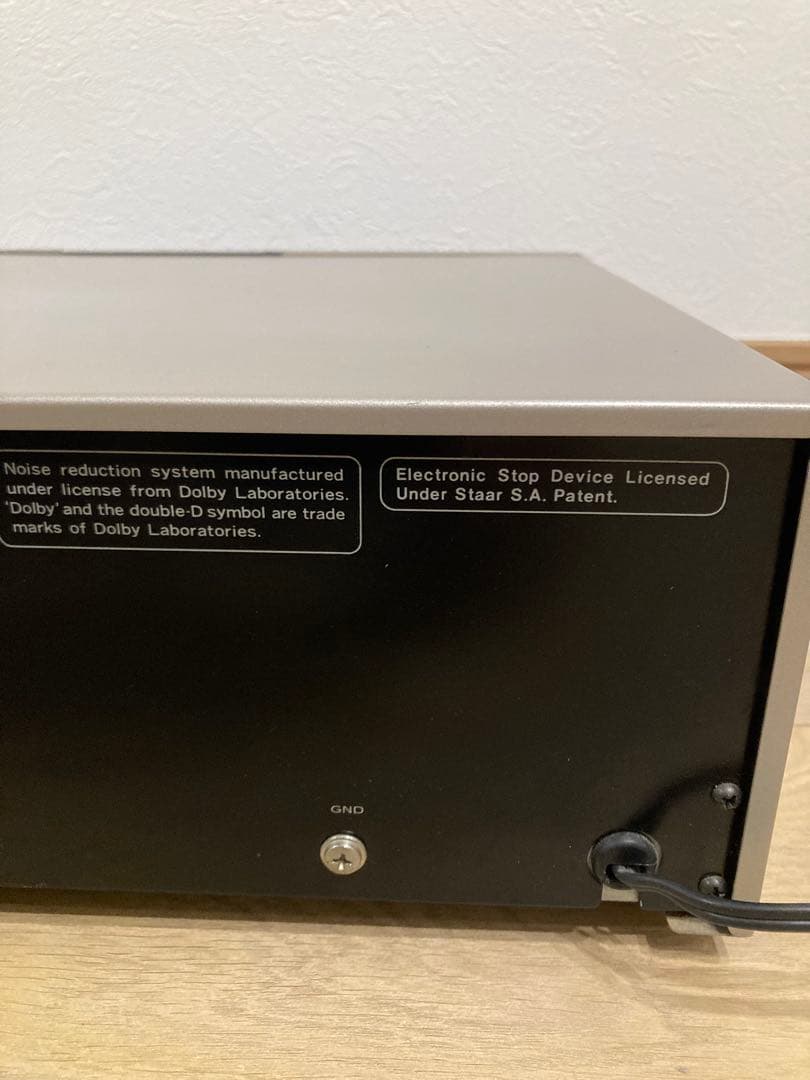 Noise reduction system manufactured
under license from Dolby Laboratories.
'Dolby' and the double-D symbol are trade
marks of Dolby Laboratories.
Electronic Stop Device Licensed
Under Staar S.A. Patent.
GND